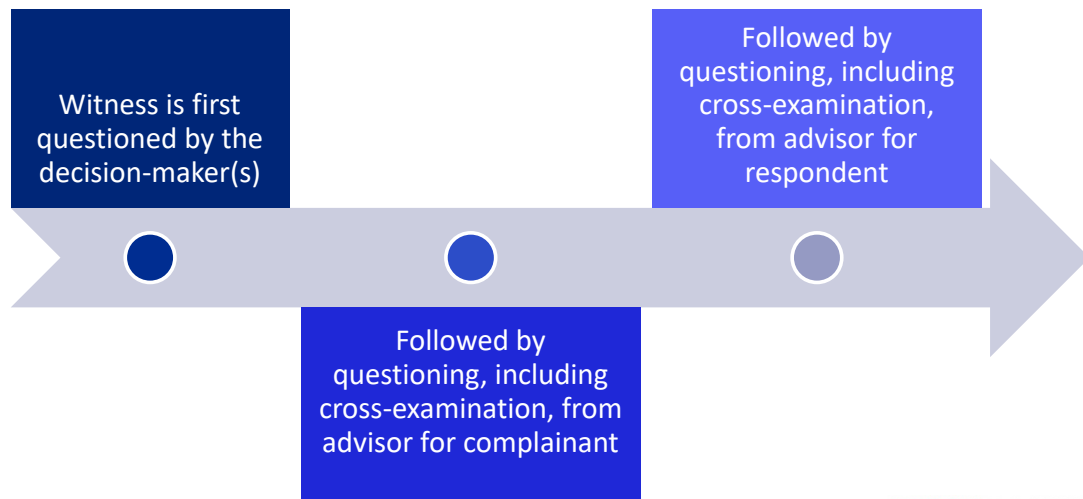 Witness is first
questioned by the
decision-maker(s)
Followed by
questioning, including
cross-examination, from
advisor for complainant
Followed by
questioning, including
cross-examination,
from advisor for
respondent